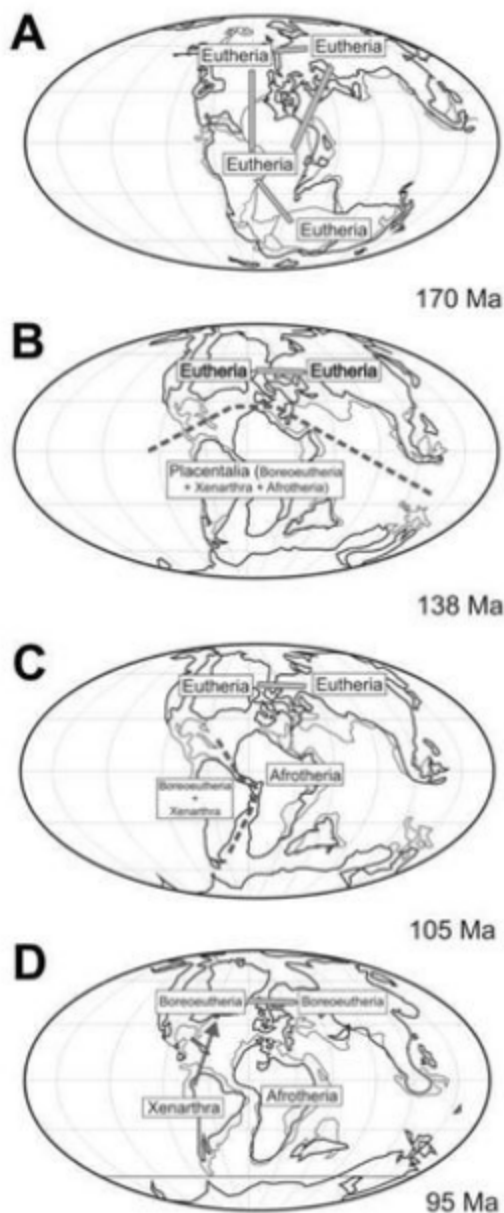 A
Eutheria
Eutheria
Eutheria
Eutheria
170 Ma
B
Eutheria
Eutheria
Placentalia (Boreoeutheria
+ Xenarthra + Afrotheria)
138 Ma
C
Eutheria
Eutheria
Afrotheria
Boreoeutheria
+
Xenarthra
105 Ma
D
Boreoeutheria
Boreoeutheria
Xenarthra
Afrotheria
95 Ma